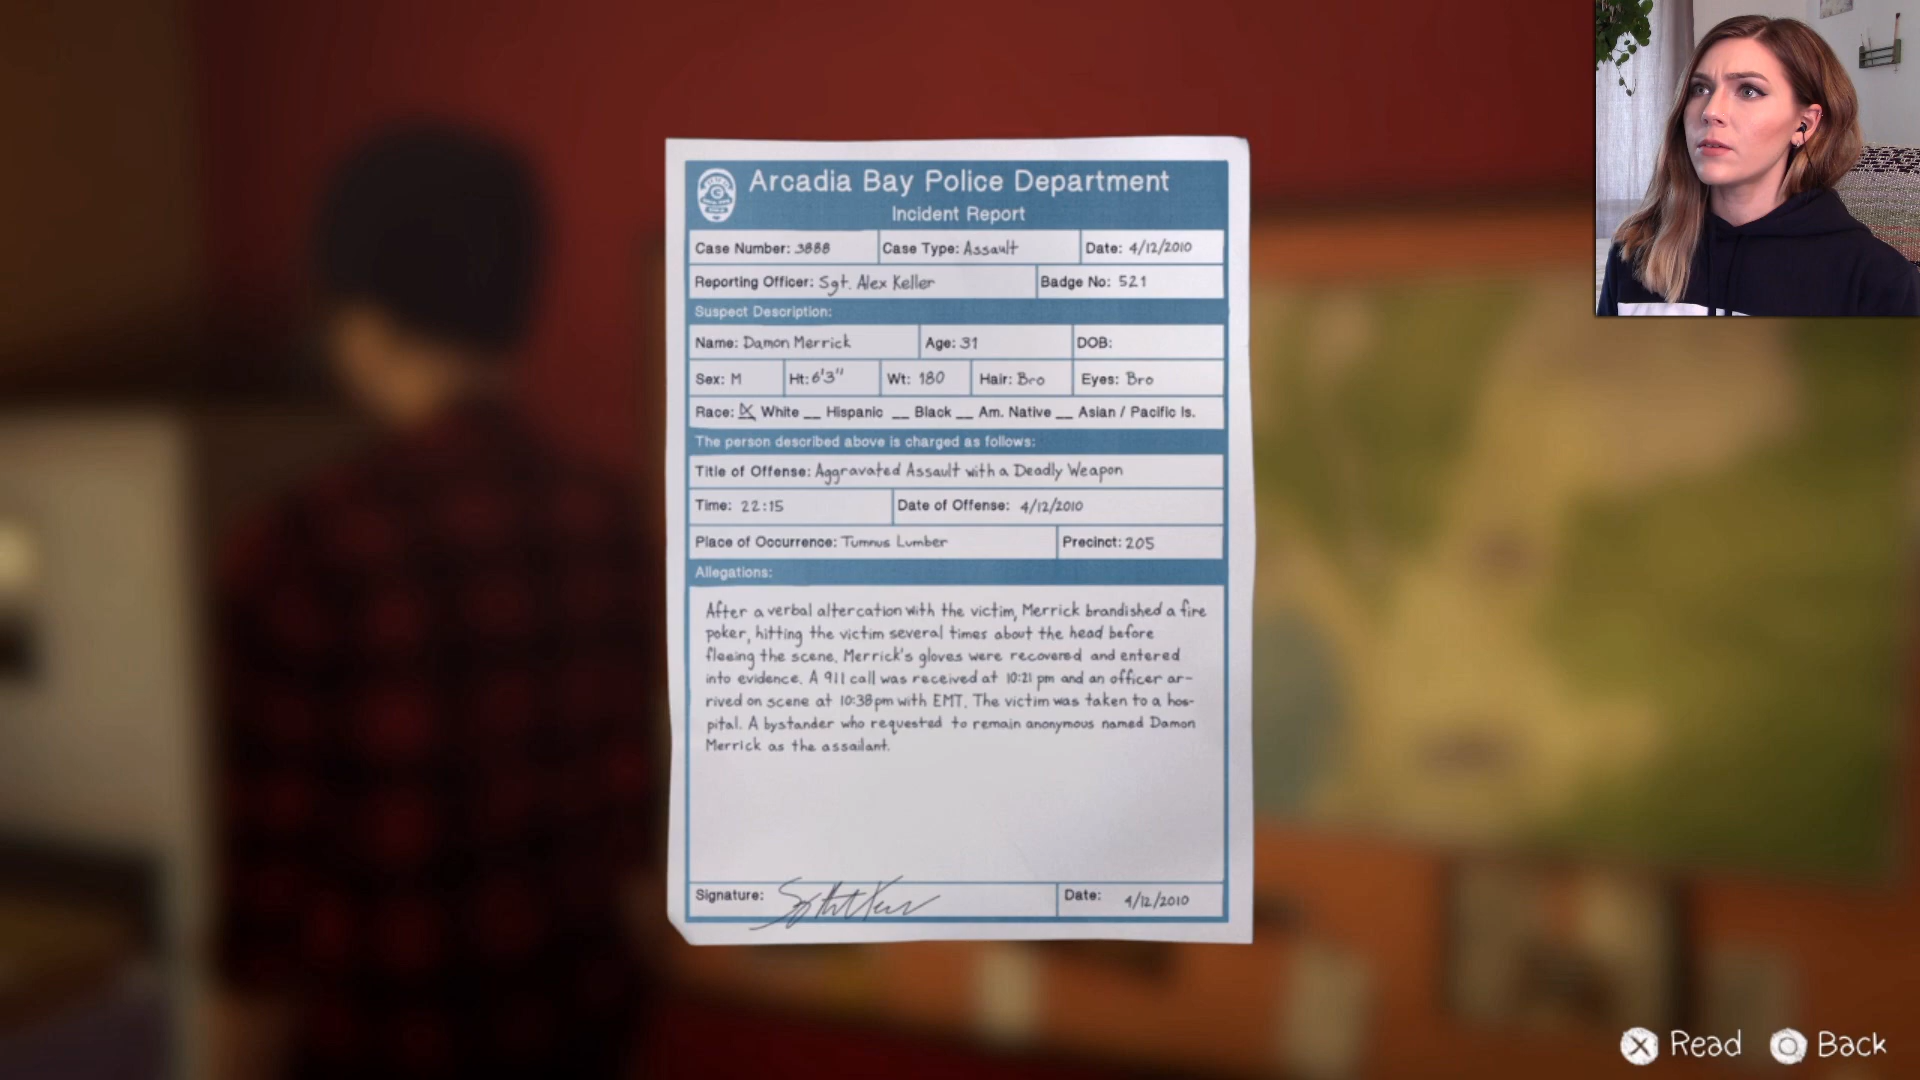 Arcadia Bay Police Department
Incident Report
Case Number: 3888 Case Type: Assault Date: 4/12/2010
Reporting Officer: Sgt. Alex Keller Badge No: 521
Suspect Description:
Name: Damon Merrick Age: 31 DOB:
Sex: M Ht: 6'3" Wt: 180 Hair: Bro Eyes: Bro
Race: X White __ Hispanic __ Black __ Am. Native __ Asian / Pacific Is.
The person described above is charged as follows:
Title of Offense: Aggravated Assault with a Deadly Weapon
Time: 22:15 Date of Offense: 4/12/2010
Place of Occurrence: Tumnus Lumber Precinct: 205
Allegations:
After a verbal altercation with the victim, Merrick brandished a fire
poker, hitting the victim several times about the head before
fleeing the scene. Merrick's gloves were recovered and entered
into evidence. A 911 call was received at 10:21 pm and an officer ar-
rived on scene at 10:38pm with EMT. The victim was taken to a hos-
pital. A bystander who requested to remain anonymous named Damon
Merrick as the assailant.
Signature: Date: 4/12/2010
Read Back